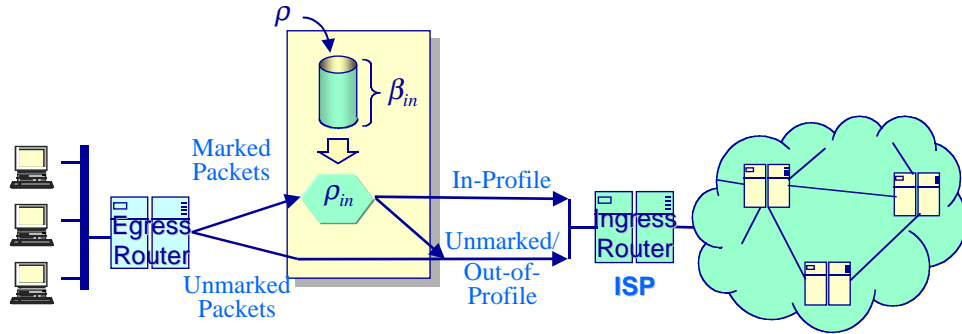 ρ
β in
Marked
Packets
ρ in
In-Profile
Egress
Router
Unmarked
Packets
Unmarked/
Out-of-
Profile
Ingress
Router
ISP